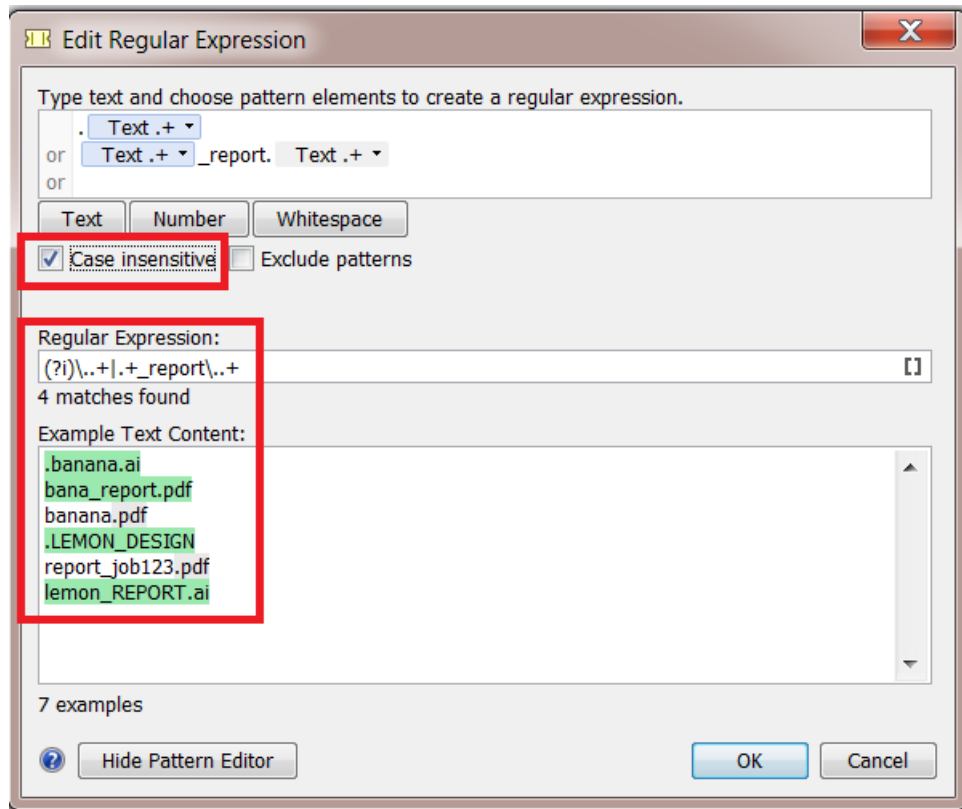 Edit Regular Expression
X
Type text and choose pattern elements to create a regular expression.
. Text .+
or Text .+ _report. Text .+
or
Text Number Whitespace
Case insensitive Exclude patterns
Regular Expression:
(?i)\..+|.+_report\..+ []
4 matches found
Example Text Content:
.banana.ai
bana_report.pdf
banana.pdf
.LEMON_DESIGN
report_job123.pdf
lemon_REPORT.ai
7 examples
? Hide Pattern Editor OK Cancel